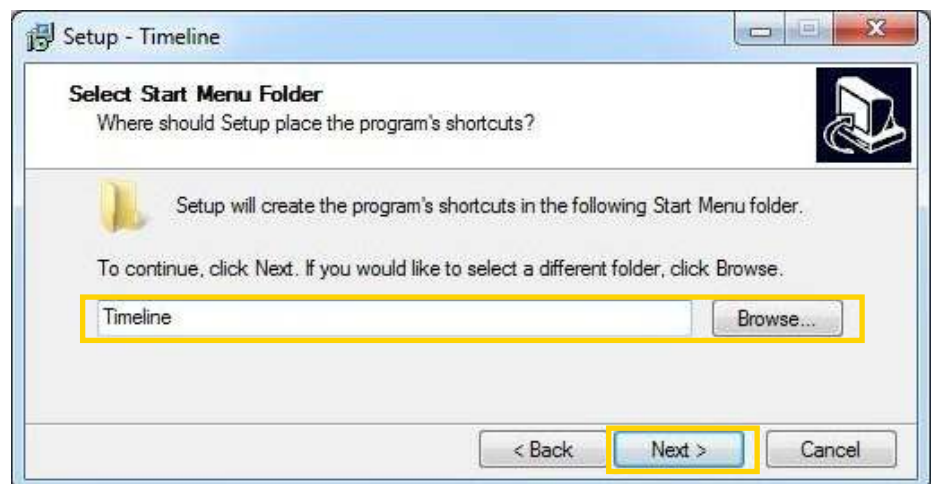 Setup - Timeline
Select Start Menu Folder
Where should Setup place the program's shortcuts?
Setup will create the program's shortcuts in the following Start Menu folder.
To continue, click Next. If you would like to select a different folder, click Browse.
Timeline
Browse...
< Back
Next >
Cancel